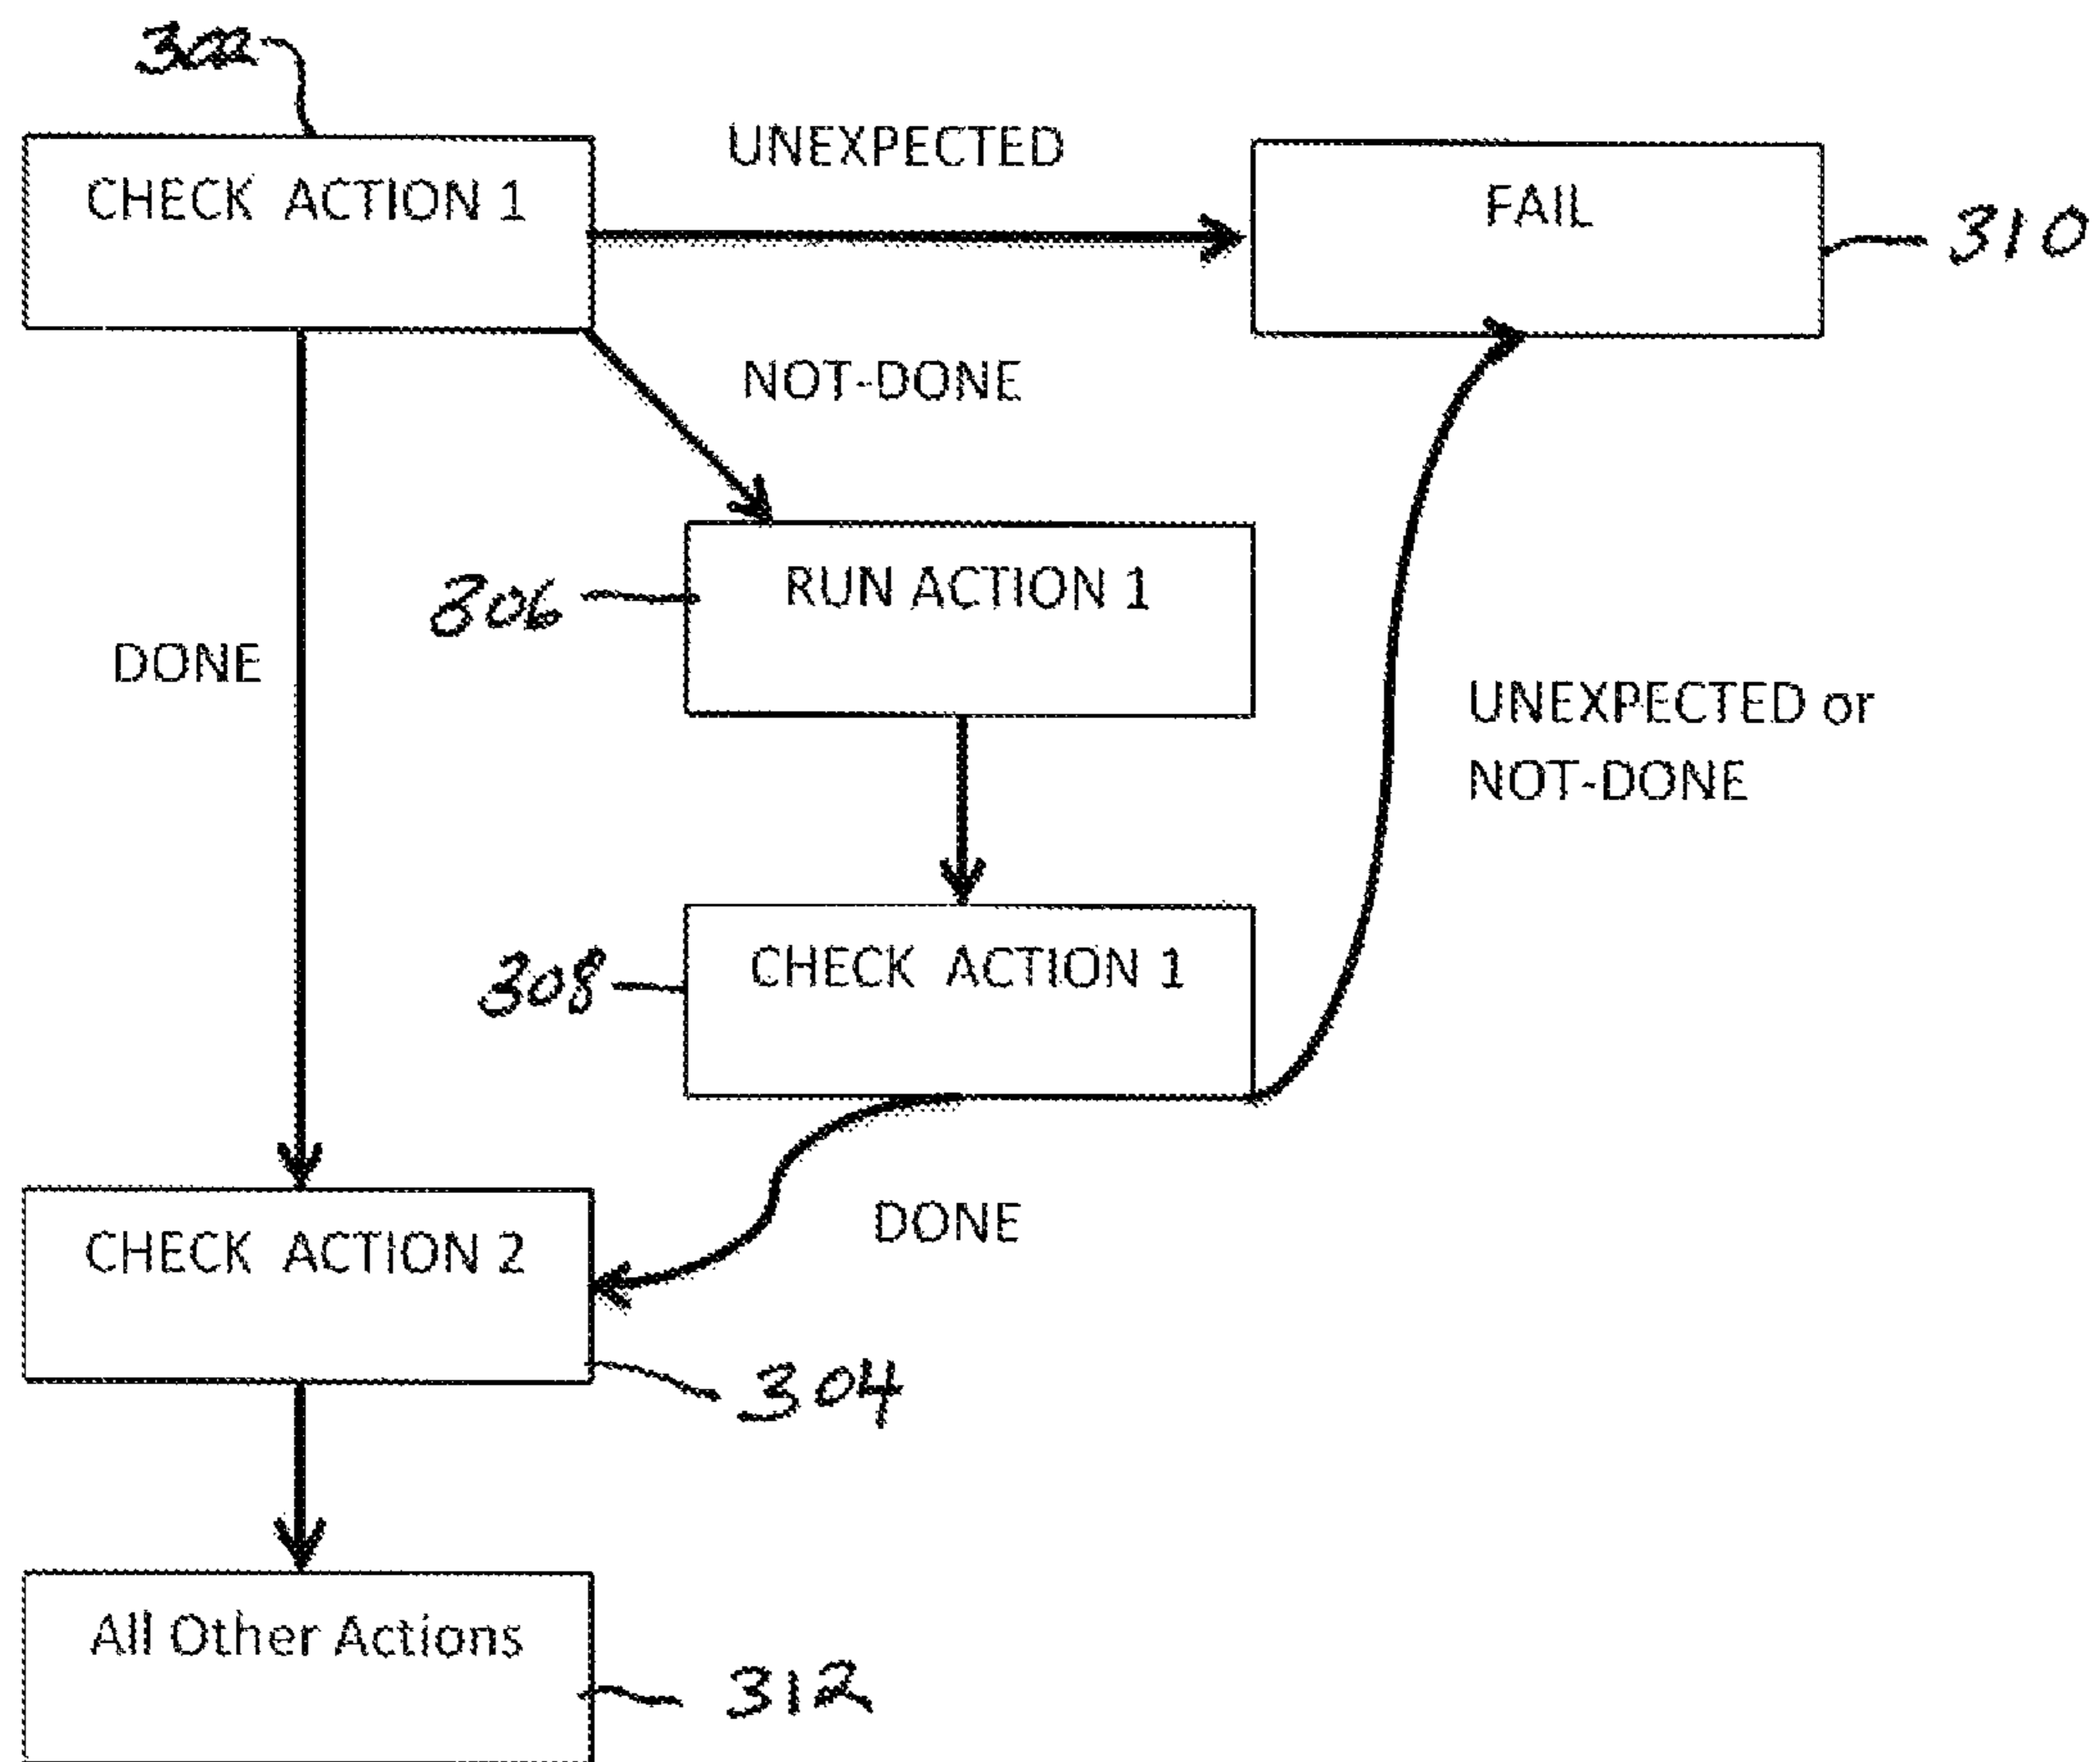 302
CHECK ACTION 1
UNEXPECTED
FAIL
310
NOT-DONE
306
RUN ACTION 1
DONE
UNEXPECTED or
NOT-DONE
308
CHECK ACTION 1
DONE
CHECK ACTION 2
304
All Other Actions
312